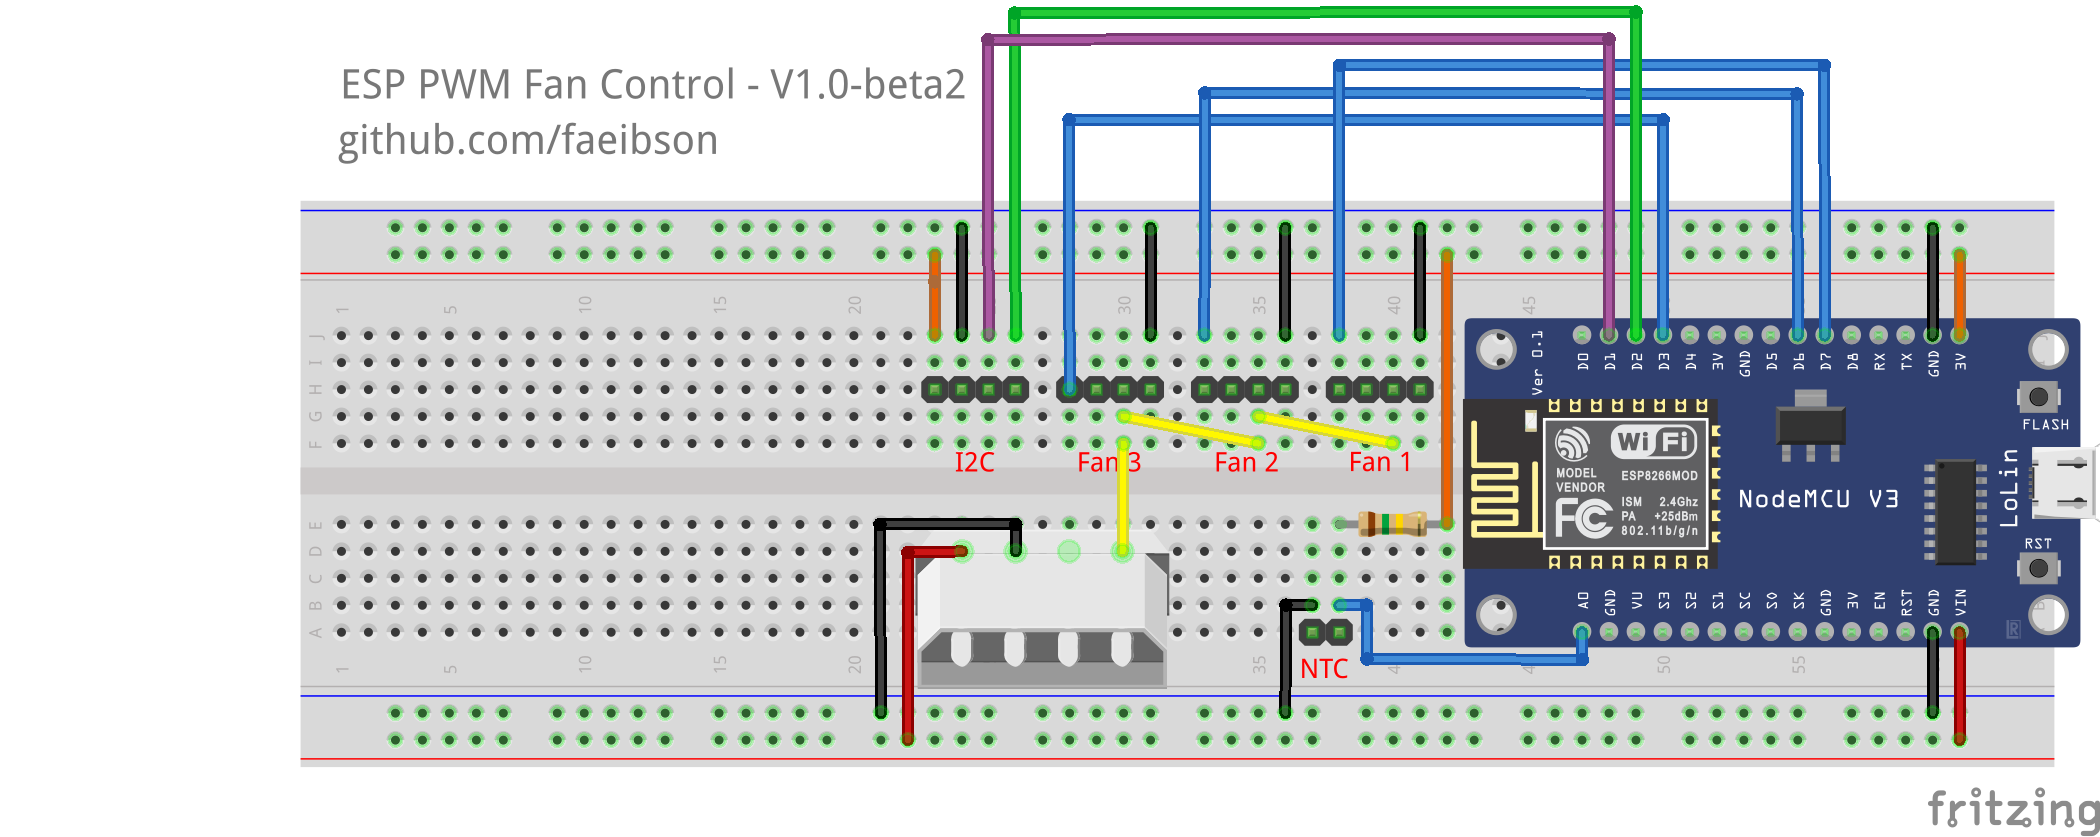 ESP PWM Fan Control - V1.0-beta2
github.com/faeibson
1 5 10 15 20 30 35 40 45
J
I
H
G
F
E
D
C
B
A
I2C Fan 3 Fan 2 Fan 1
NTC
1 5 10 15 20 35 50 55
Ver 0.1
D0 D1 D2 D3 D4 3V GND D5 D6 D7 D8 RX TX GND 3V
FLASH
WiFi
MODEL
VENDOR
ESP8266MOD
FC
ISM 2.4Ghz
PA +25dBm
802.11b/g/n
NodeMCU V3
LoLin
RST
A0 GND VU S3 S2 S1 SC S0 SK GND 3V EN RST GND VIN
R
fritzing